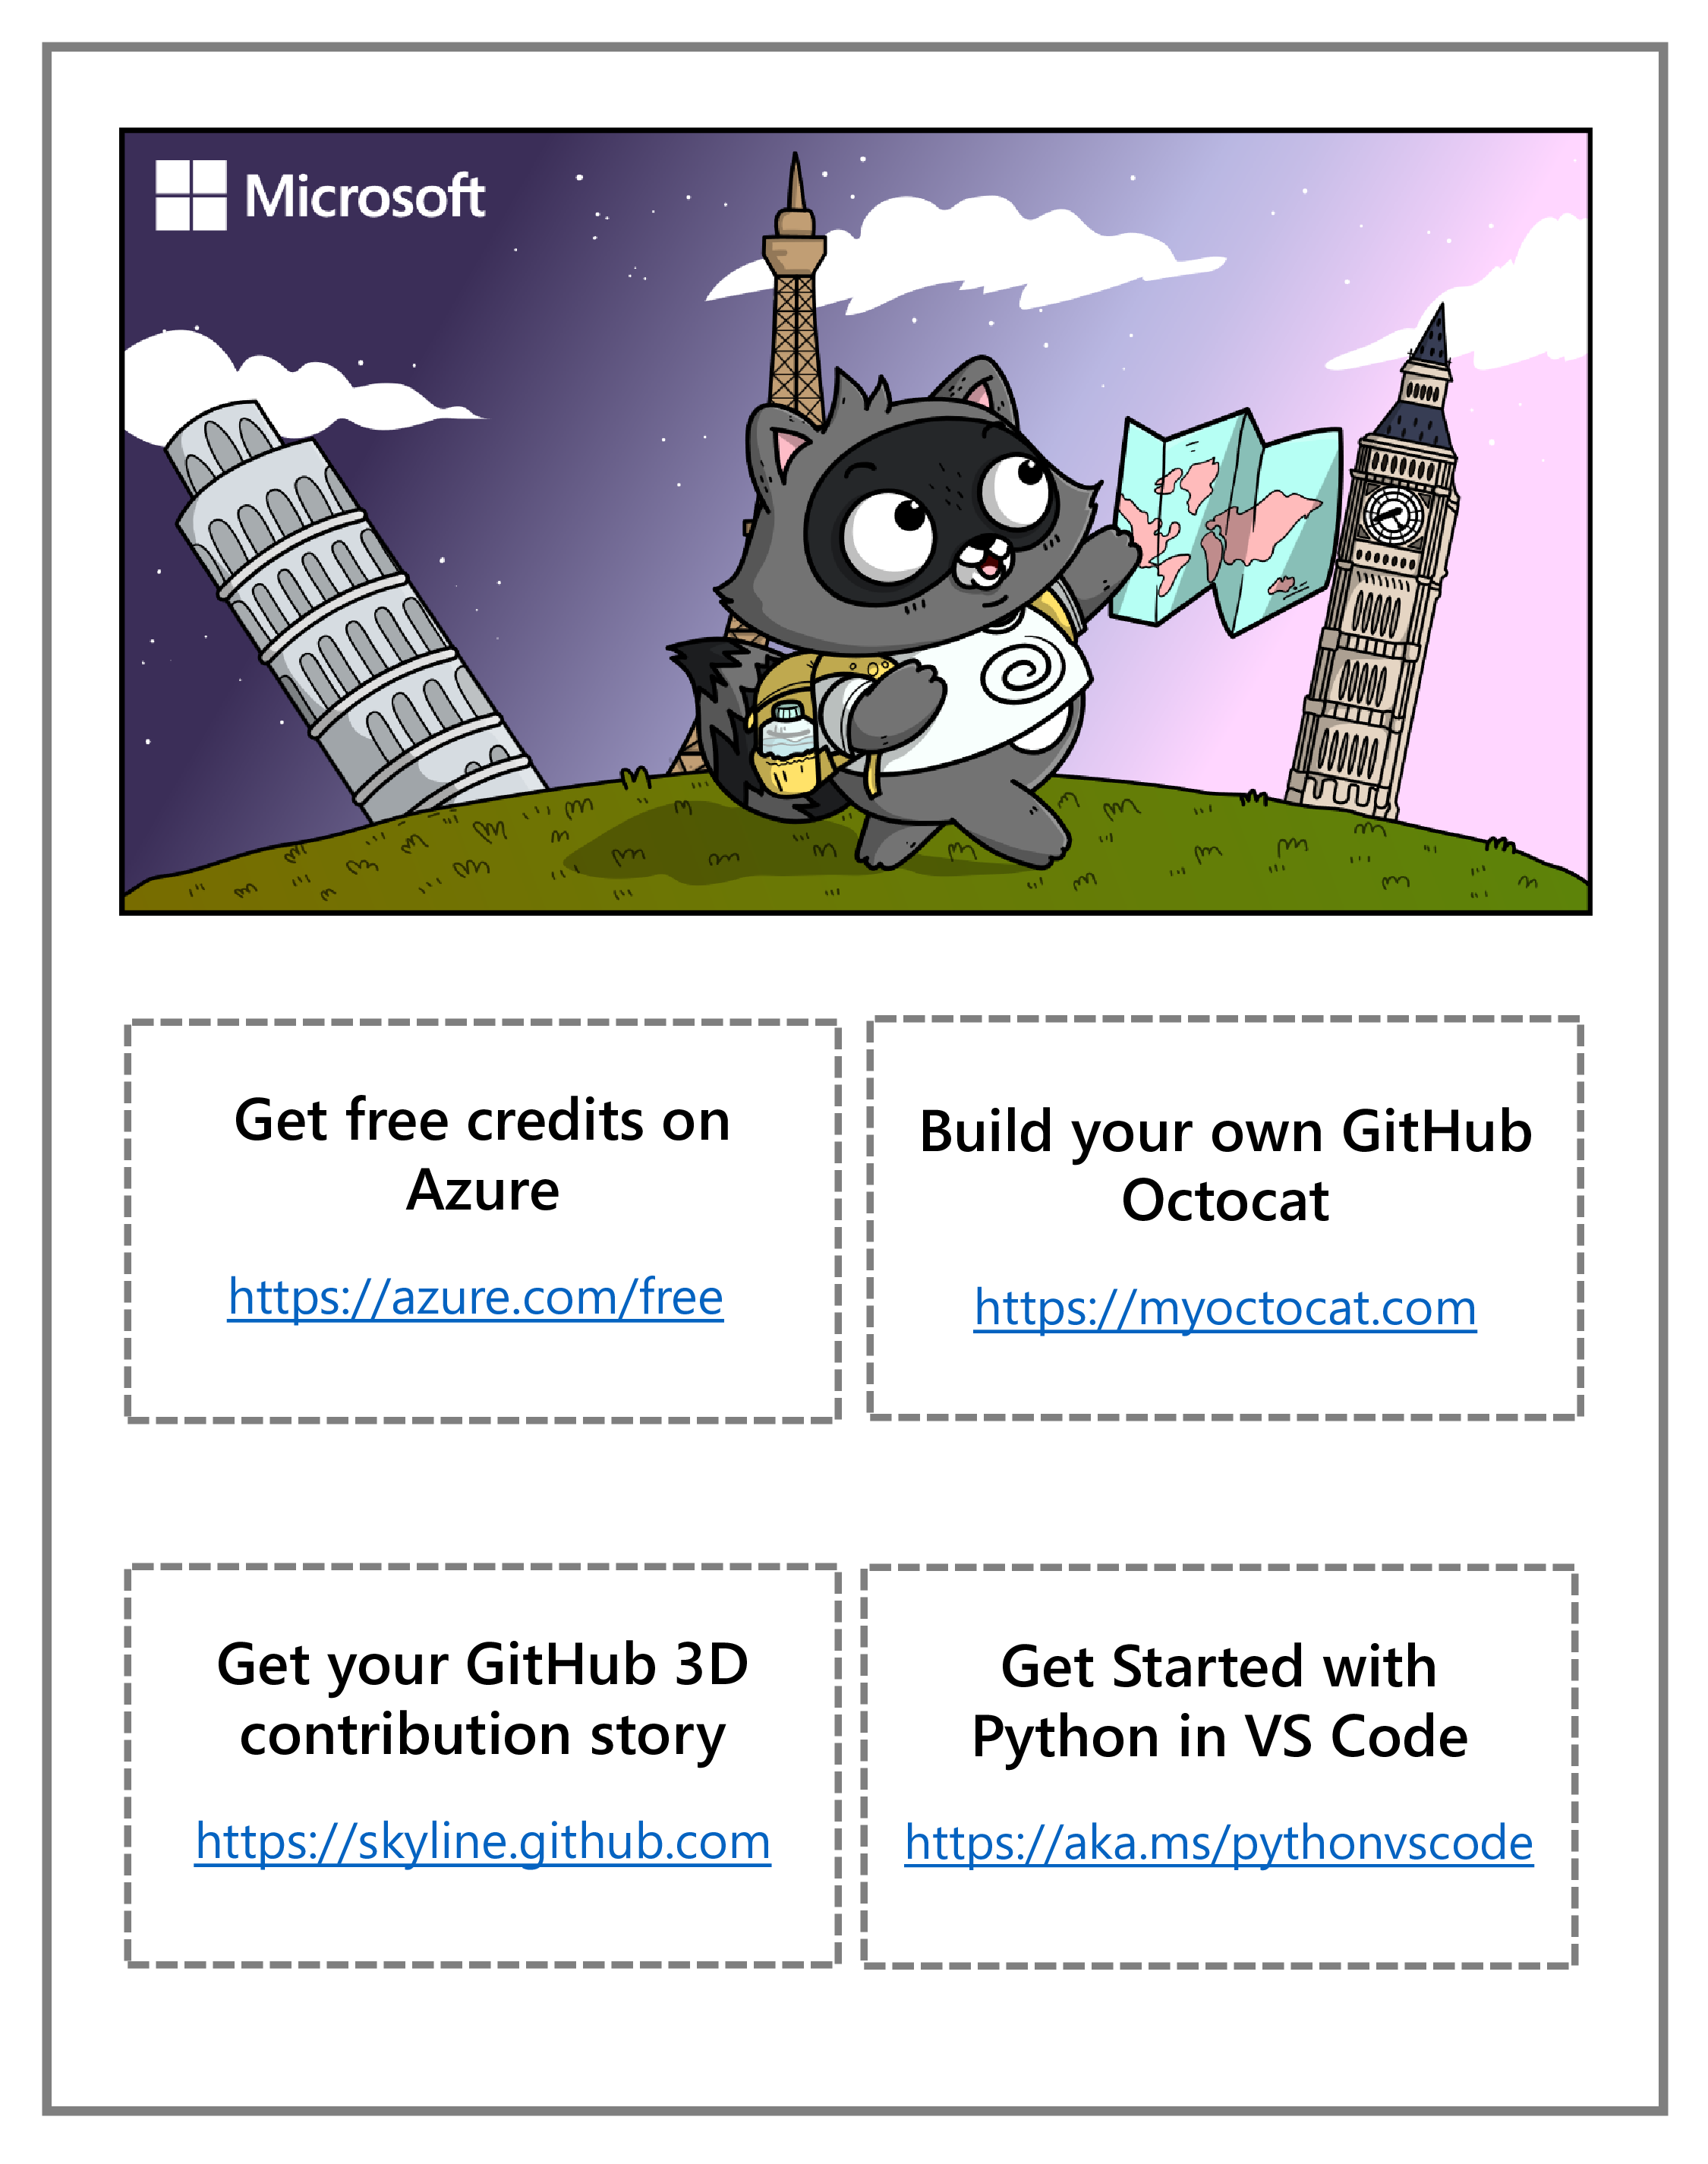 Microsoft
Get free credits on
Azure
https://azure.com/free
Build your own GitHub
Octocat
https://myoctocat.com
Get your GitHub 3D
contribution story
https://skyline.github.com
Get Started with
Python in VS Code
https://aka.ms/pythonvscode